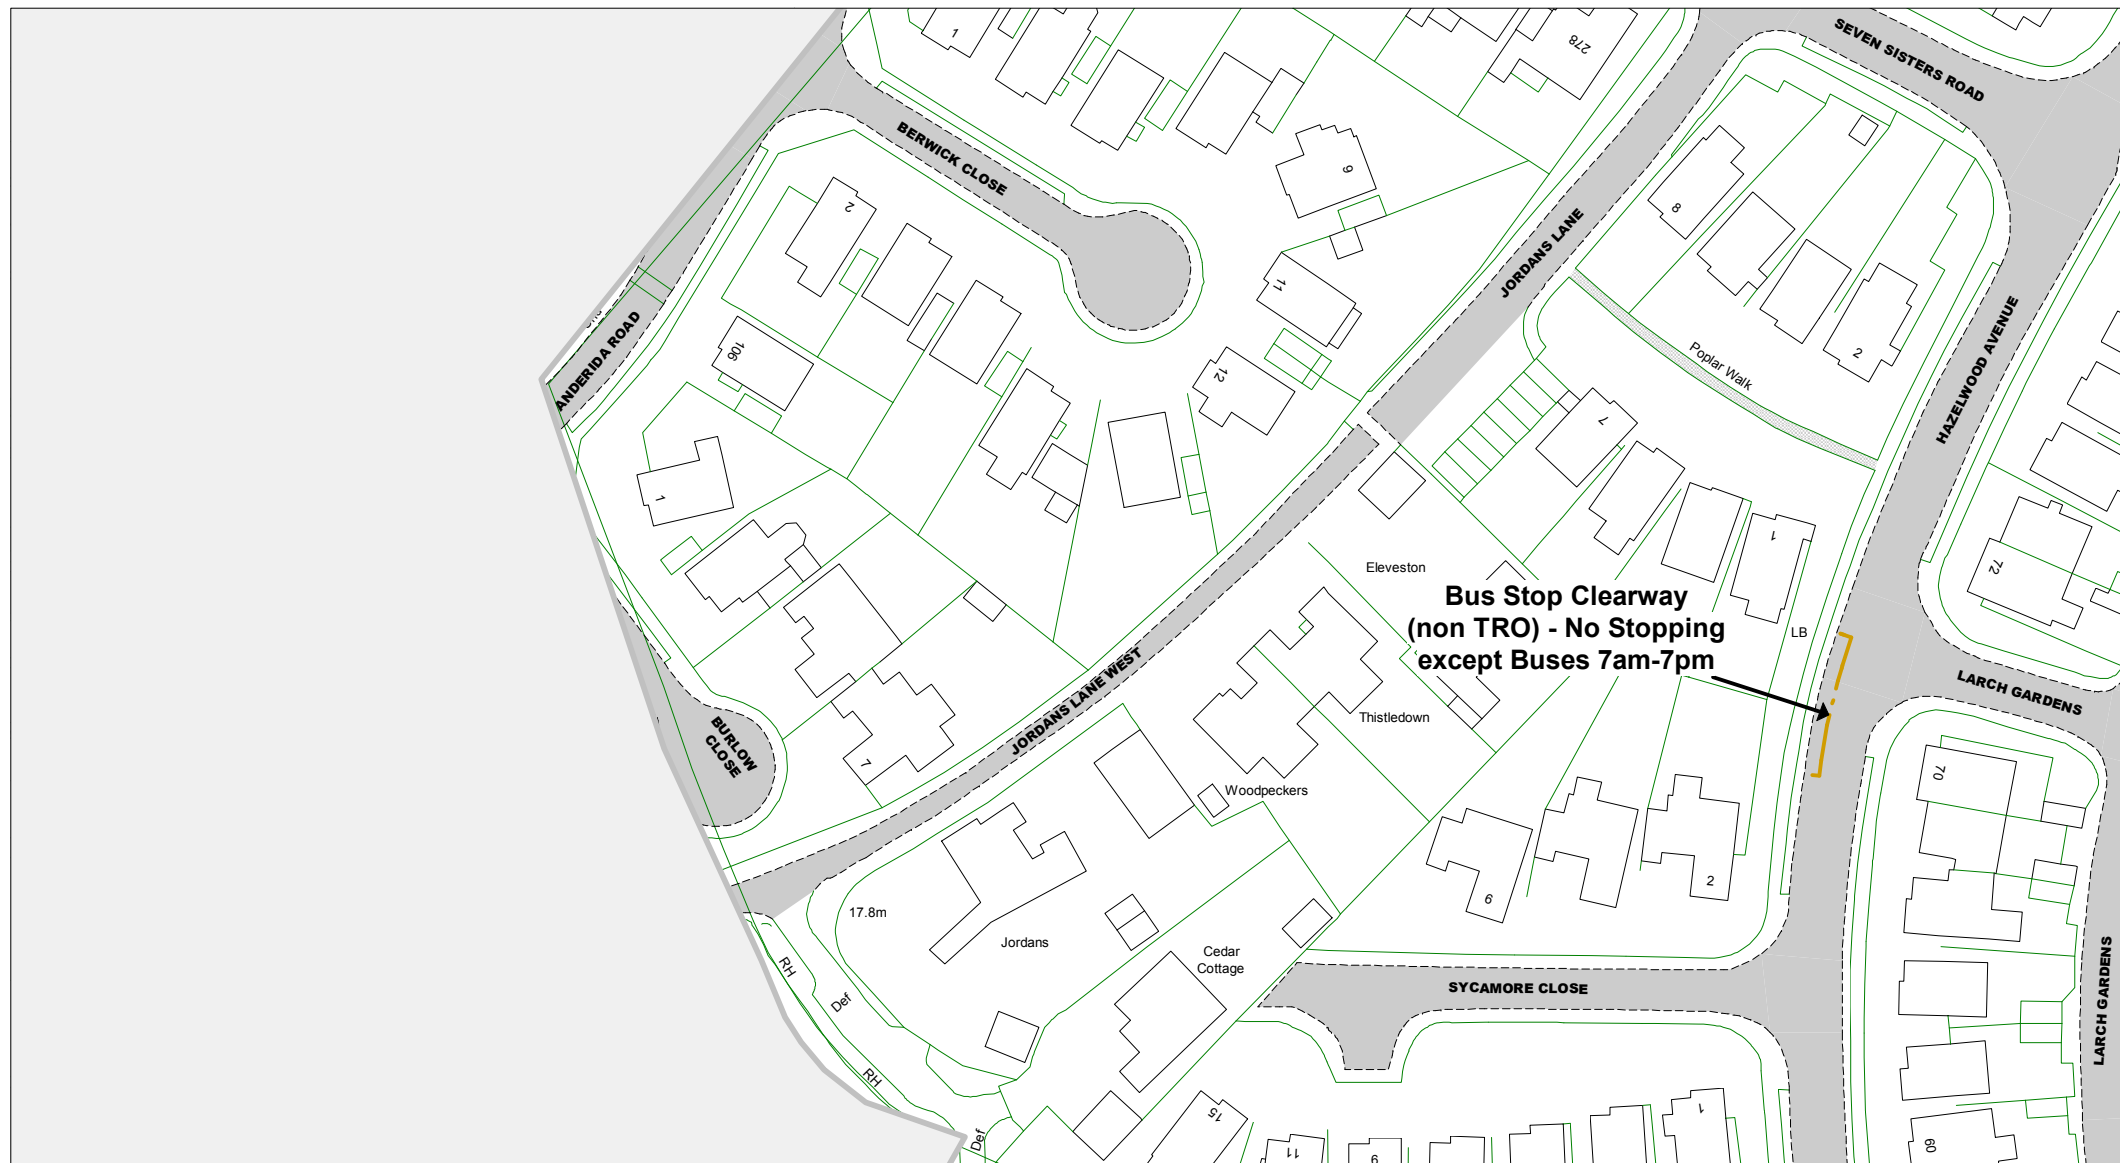 1
278
SEVEN SISTERS ROAD
BERWICK CLOSE
9
2
8
JORDANS LANE
11
ANDERIDA ROAD
106
12
Poplar Walk
2
HAZELWOOD AVENUE
7
1
1
72
Eleveston
Bus Stop Clearway
(non TRO) - No Stopping
except Buses 7am-7pm
LB
JORDANS LANE WEST
LARCH GARDENS
BURLOW
CLOSE
Thistledown
7
Woodpeckers
70
6
2
17.8m
Jordans
Cedar
Cottage
RH
Def
SYCAMORE CLOSE
LARCH GARDENS
RH
Def
15
11
9
1
60